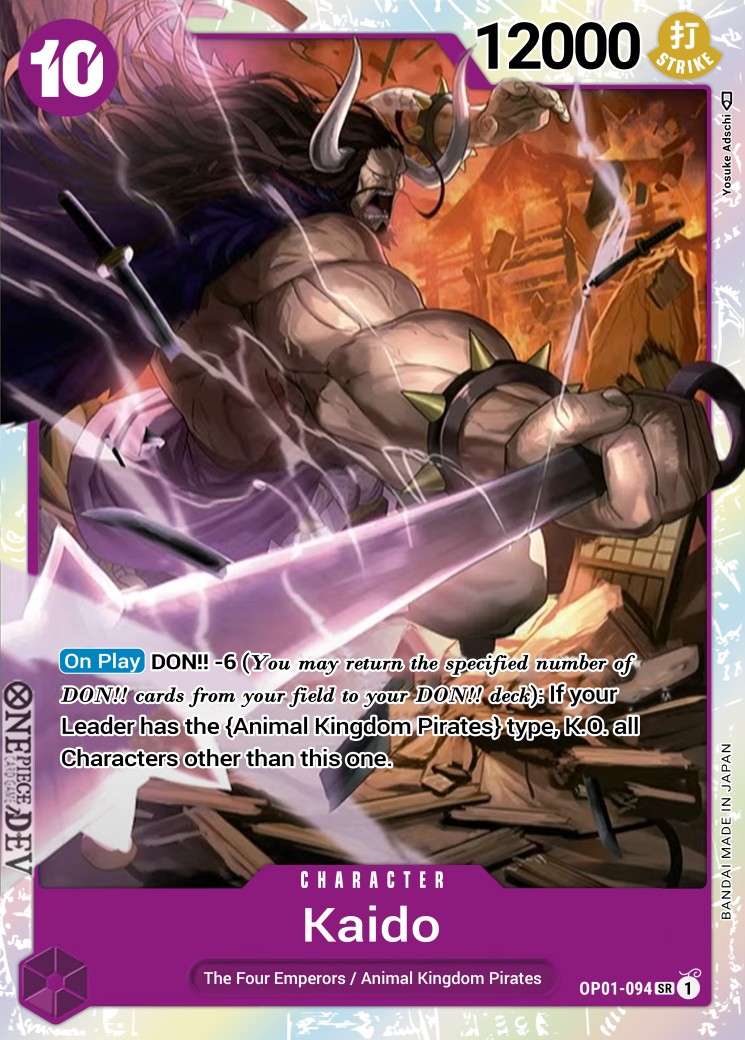 10
12000
打
STRIKE
Yosuke Adschi
On Play DON!! -6 (You may return the specified number of
DON!! cards from your field to your DON!! deck): If your
Leader has the {Animal Kingdom Pirates} type, K.O. all
Characters other than this one.
ONE PIECE DEV
CARD GAME
BANDAI MADE IN JAPAN
CHARACTER
Kaido
The Four Emperors / Animal Kingdom Pirates
OP01-094 SR 1